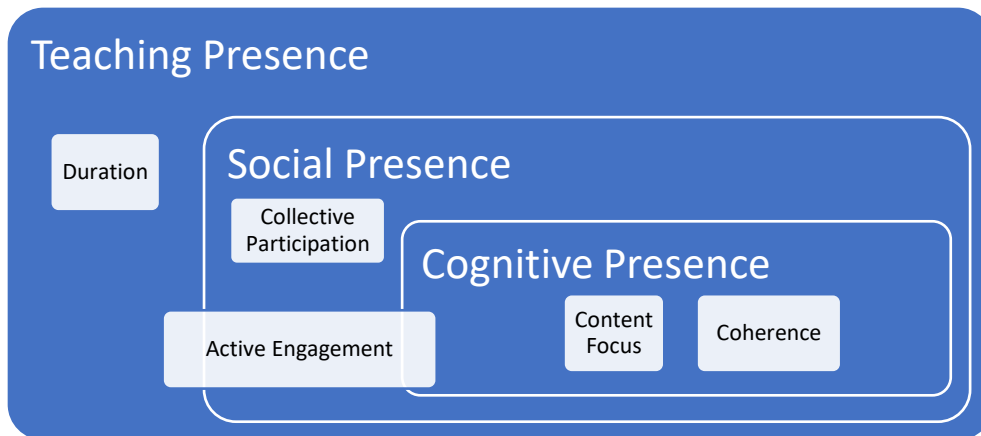 Teaching Presence
Duration
Social Presence
Collective
Participation
Cognitive Presence
Content
Focus
Coherence
Active Engagement